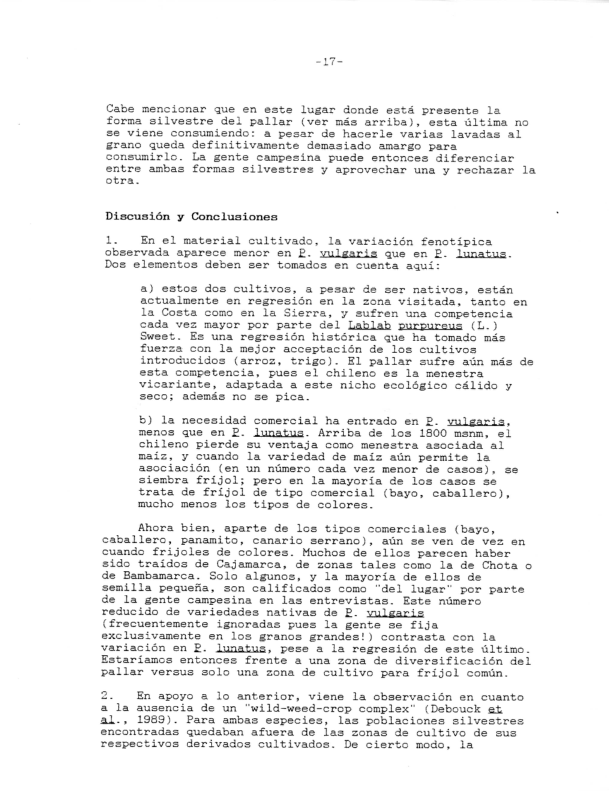 -17-
Cabe mencionar que en este lugar donde está presente la
forma silvestre del pallar (ver más arriba), esta última no
se viene consumiendo: a pesar de hacerle varias lavadas al
grano queda definitivamente demasiado amargo para
consumirlo. La gente campesina puede entonces diferenciar
entre ambas formas silvestres y aprovechar una y rechazar la
otra.
Discusión y Conclusiones
1. En el material cultivado, la variación fenotípica
observada aparece menor en P. vulgaris que en P. lunatus.
Dos elementos deben ser tomados en cuenta aquí:
a) estos dos cultivos, a pesar de ser nativos, están
actualmente en regresión en la zona visitada, tanto en
la Costa como en la Sierra, y sufren una competencia
cada vez mayor por parte del Lablab purpureus (L.)
Sweet. Es una regresión histórica que ha tomado más
fuerza con la mejor acceptación de los cultivos
introducidos (arroz, trigo). El pallar sufre aún más de
esta competencia, pues el chileno es la menestra
vicariante, adaptada a este nicho ecológico cálido y
seco; además no se pica.
b) la necesidad comercial ha entrado en P. vulgaris,
menos que en P. lunatus. Arriba de los 1800 msnm, el
chileno pierde su ventaja como menestra asociada al
maíz, y cuando la variedad de maíz aún permite la
asociación (en un número cada vez menor de casos), se
siembra fríjol; pero en la mayoría de los casos se
trata de fríjol de tipo comercial (bayo, caballero),
mucho menos los tipos de colores.
Ahora bien, aparte de los tipos comerciales (bayo,
caballero, panamito, canario serrano), aún se ven de vez en
cuando frijoles de colores. Muchos de ellos parecen haber
sido traídos de Cajamarca, de zonas tales como la de Chota o
de Bambamarca. Solo algunos, y la mayoría de ellos de
semilla pequeña, son calificados como "del lugar" por parte
de la gente campesina en las entrevistas. Este número
reducido de variedades nativas de P. vulgaris
(frecuentemente ignoradas pues la gente se fija
exclusivamente en los granos grandes!) contrasta con la
variación en P. lunatus, pese a la regresión de este último.
Estaríamos entonces frente a una zona de diversificación del
pallar versus solo una zona de cultivo para fríjol común.
2. En apoyo a lo anterior, viene la observación en cuanto
a la ausencia de un "wild-weed-crop complex" (Debouck et
al., 1989). Para ambas especies, las poblaciones silvestres
encontradas quedaban afuera de las zonas de cultivo de sus
respectivos derivados cultivados. De cierto modo, la